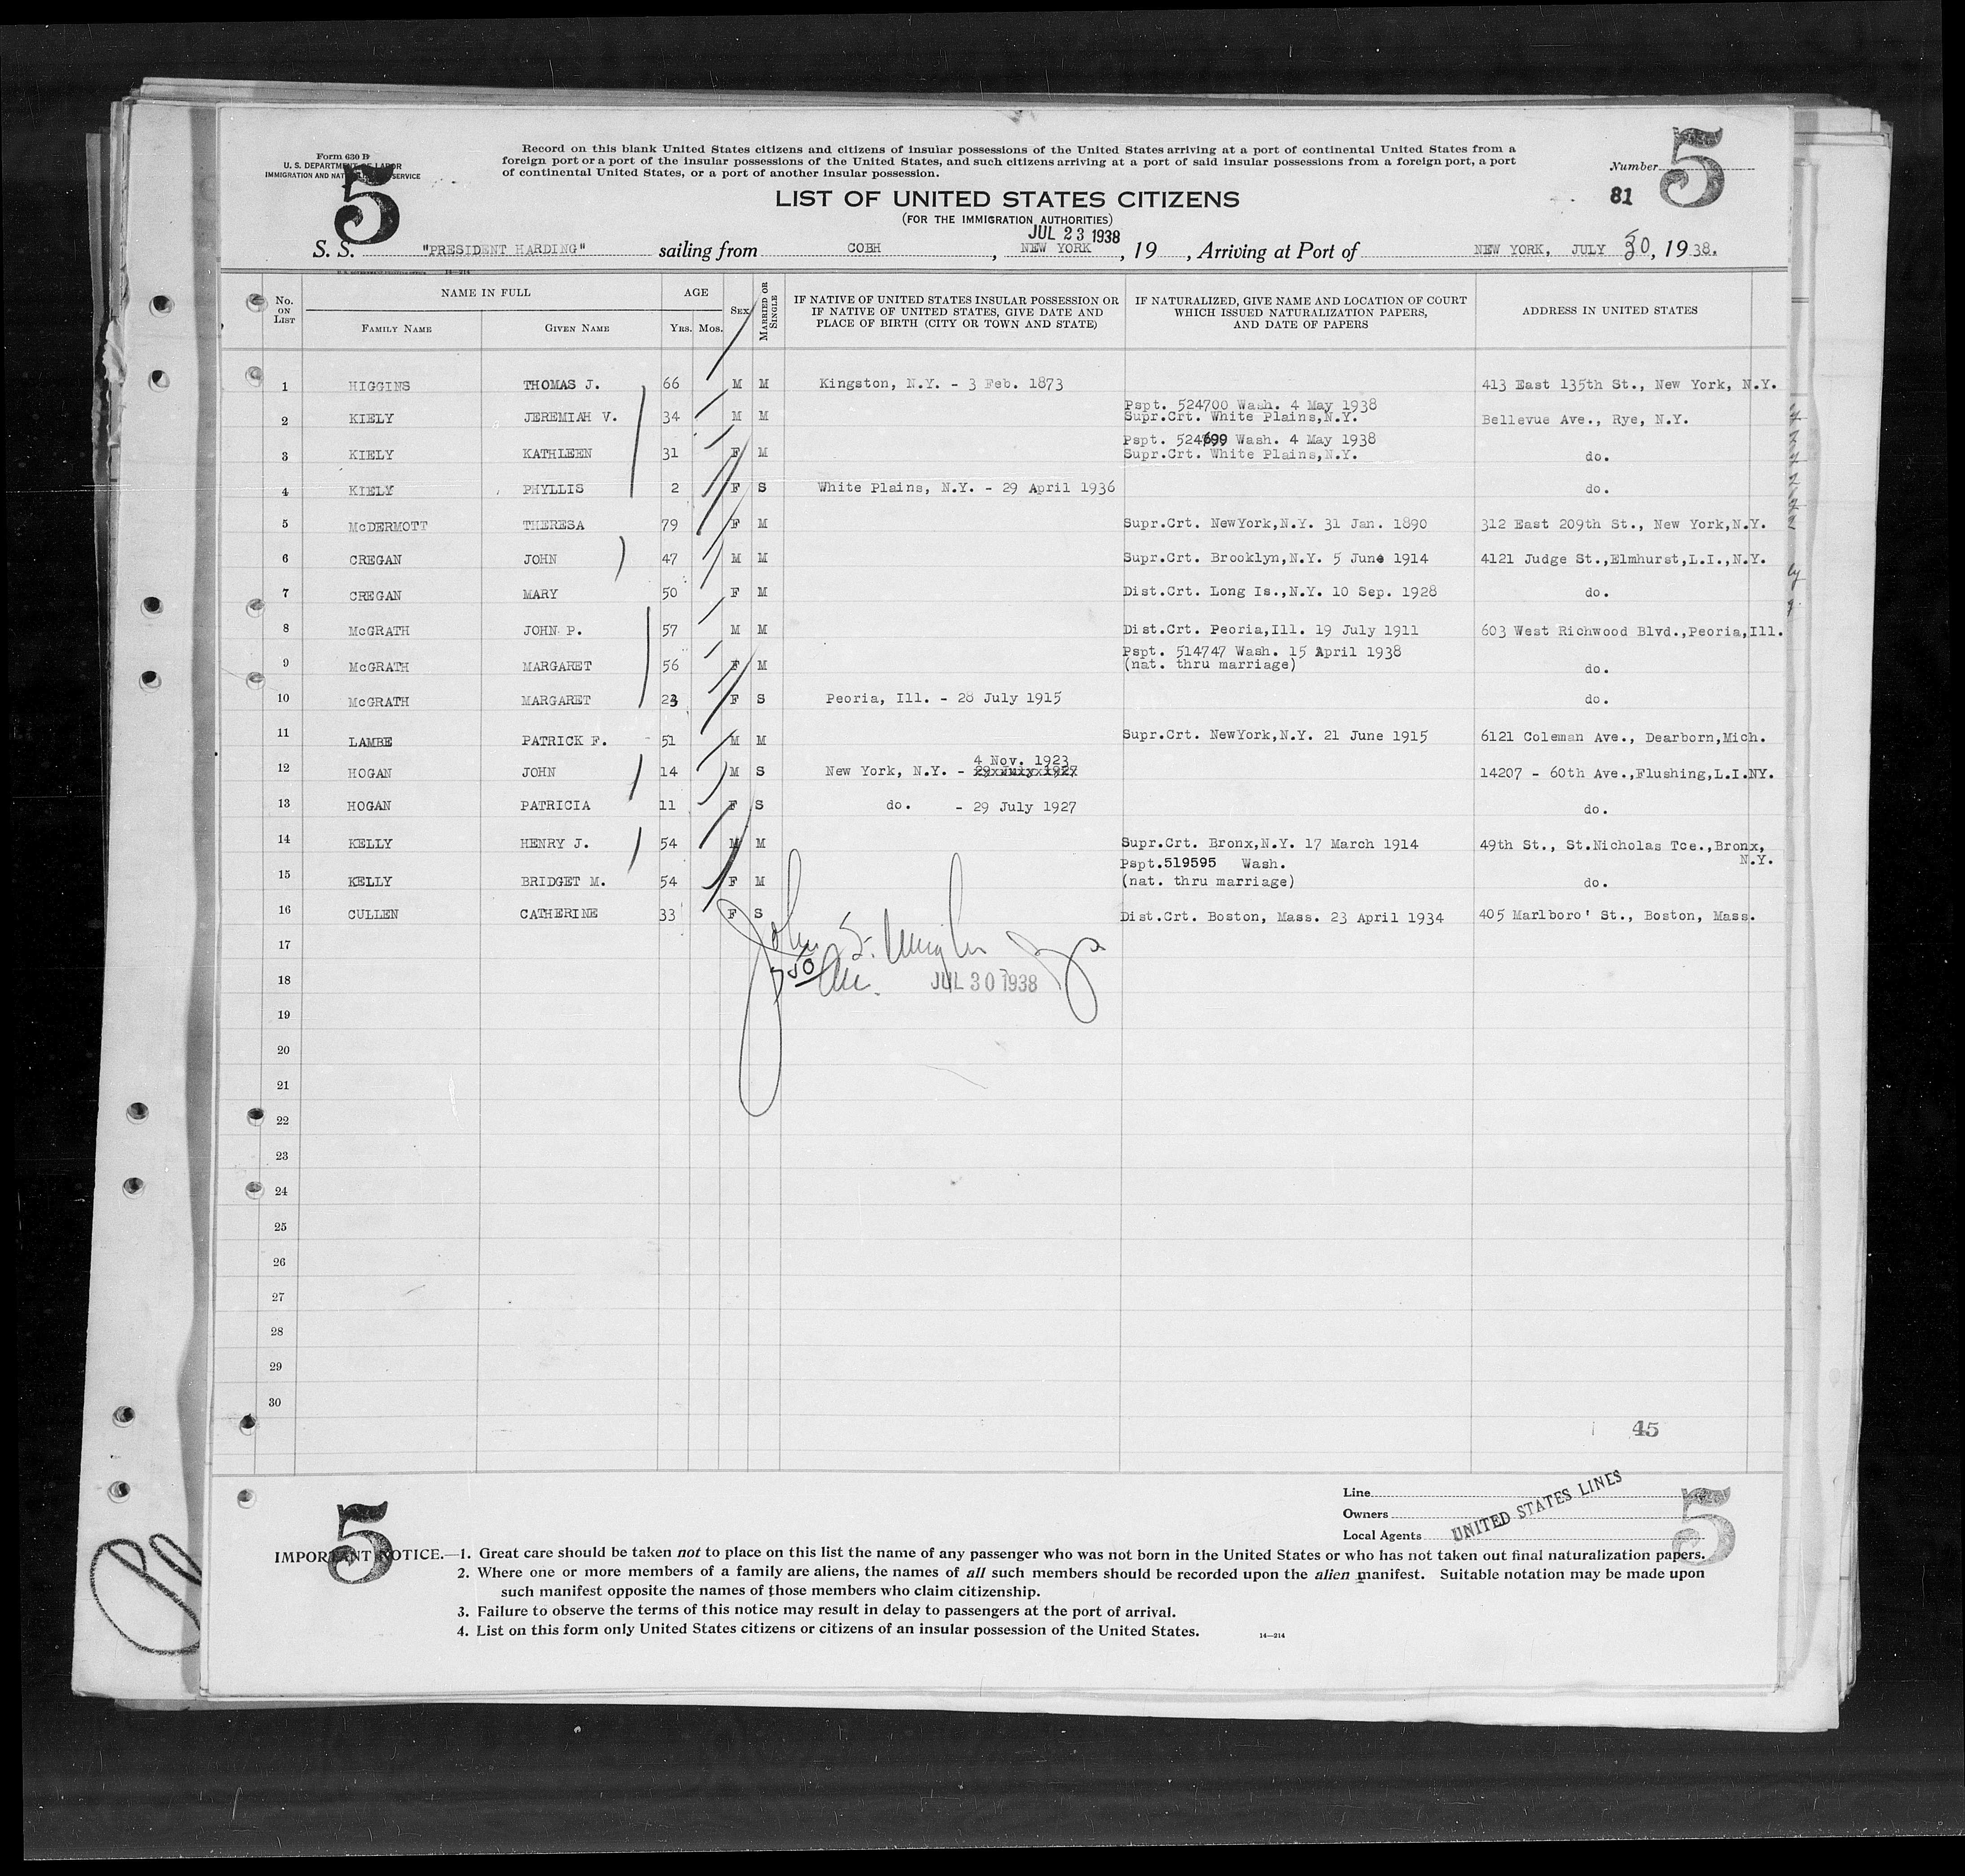 5
5
Form 630 B
U. S. DEPARTMENT OF LABOR
IMMIGRATION AND NATURALIZATION SERVICE
Record on this blank United States citizens and citizens of insular possessions of the United States arriving at a port of continental United States from a
foreign port or a port of the insular possessions of the United States, and such citizens arriving at a port of said insular possessions from a foreign port, a port
of continental United States, or a port of another insular possession.
Number
81
LIST OF UNITED STATES CITIZENS
(FOR THE IMMIGRATION AUTHORITIES)
JUL 23 1938
S. S. "PRESIDENT HARDING" sailing from COBH, NEW YORK, 19 , Arriving at Port of NEW YORK, JULY 30, 1938.
14—214
No. ON LIST NAME IN FULL AGE SEX MARRIED OR SINGLE IF NATIVE OF UNITED STATES INSULAR POSSESSION OR IF NATIVE OF UNITED STATES, GIVE DATE AND PLACE OF BIRTH (CITY OR TOWN AND STATE) IF NATURALIZED, GIVE NAME AND LOCATION OF COURT WHICH ISSUED NATURALIZATION PAPERS, AND DATE OF PAPERS ADDRESS IN UNITED STATES
FAMILY NAME GIVEN NAME YRS. MOS.
1 HIGGINS THOMAS J. 66 M M Kingston, N.Y. - 3 Feb. 1873 413 East 135th St., New York, N.Y.
Pspt. 524700 Wash. 4 May 1938
2 KIELY JEREMIAH V. 34 M M Supr.Crt. White Plains,N.Y. Bellevue Ave., Rye, N.Y.
Pspt. 524699 Wash. 4 May 1938
3 KIELY KATHLEEN 31 F M Supr.Crt. White Plains,N.Y. do.
4 KIELY PHYLLIS 2 F S White Plains, N.Y. - 29 April 1936 do.
5 McDERMOTT THERESA 79 F M Supr.Crt. NewYork,N.Y. 31 Jan. 1890 312 East 209th St., New York,N.Y.
6 CREGAN JOHN 47 M M Supr.Crt. Brooklyn,N.Y. 5 June 1914 4121 Judge St.,Elmhurst,L.I.,N.Y.
7 CREGAN MARY 50 F M Dist.Crt. Long Is.,N.Y. 10 Sep. 1928 do.
8 McGRATH JOHN P. 57 M M Dist.Crt. Peoria,Ill. 19 July 1911 603 West Richwood Blvd.,Peoria,Ill.
Pspt. 514747 Wash. 15 April 1938
9 McGRATH MARGARET 56 F M (nat. thru marriage) do.
10 McGRATH MARGARET 23 F S Peoria, Ill. - 28 July 1915 do.
11 LAMBE PATRICK F. 51 M M Supr.Crt. NewYork,N.Y. 21 June 1915 6121 Coleman Ave., Dearborn,Mich.
4 Nov. 1923
12 HOGAN JOHN 14 M S New York, N.Y. - 29 July 1927 14207 - 60th Ave.,Flushing,L.I.NY.
13 HOGAN PATRICIA 11 F S do. - 29 July 1927 do.
14 KELLY HENRY J. 54 M M Supr.Crt. Bronx,N.Y. 17 March 1914 49th St., St.Nicholas Tce.,Bronx,
Pspt.519595 Wash. N.Y.
15 KELLY BRIDGET M. 54 F M (nat. thru marriage) do.
16 CULLEN CATHERINE 33 F S Dist.Crt. Boston, Mass. 23 April 1934 405 Marlboro' St., Boston, Mass.
17
John S.
18 JUL 30 1938
19
20
21
22
23
24
25
26
27
28
29
30
45
Line
Owners
Local Agents
UNITED STATES LINES
5
5
IMPORTANT NOTICE.—1. Great care should be taken not to place on this list the name of any passenger who was not born in the United States or who has not taken out final naturalization papers.
2. Where one or more members of a family are aliens, the names of all such members should be recorded upon the alien manifest. Suitable notation may be made upon
such manifest opposite the names of those members who claim citizenship.
3. Failure to observe the terms of this notice may result in delay to passengers at the port of arrival.
4. List on this form only United States citizens or citizens of an insular possession of the United States.
14—214